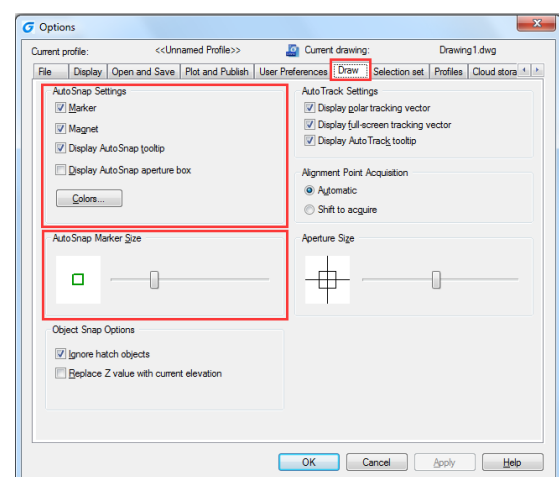 Options
Current profile: <<Unnamed Profile>> Current drawing: Drawing1.dwg
File Display Open and Save Plot and Publish User Preferences Draw Selection set Profiles Cloud stora
AutoSnap Settings
Marker
Magnet
Display AutoSnap tooltip
Display AutoSnap aperture box
Colors...
AutoTrack Settings
Display polar tracking vector
Display full-screen tracking vector
Display AutoTrack tooltip
Alignment Point Acquisition
Automatic
Shift to acquire
AutoSnap Marker Size
Aperture Size
Object Snap Options
Ignore hatch objects
Replace Z value with current elevation
OK Cancel Apply Help